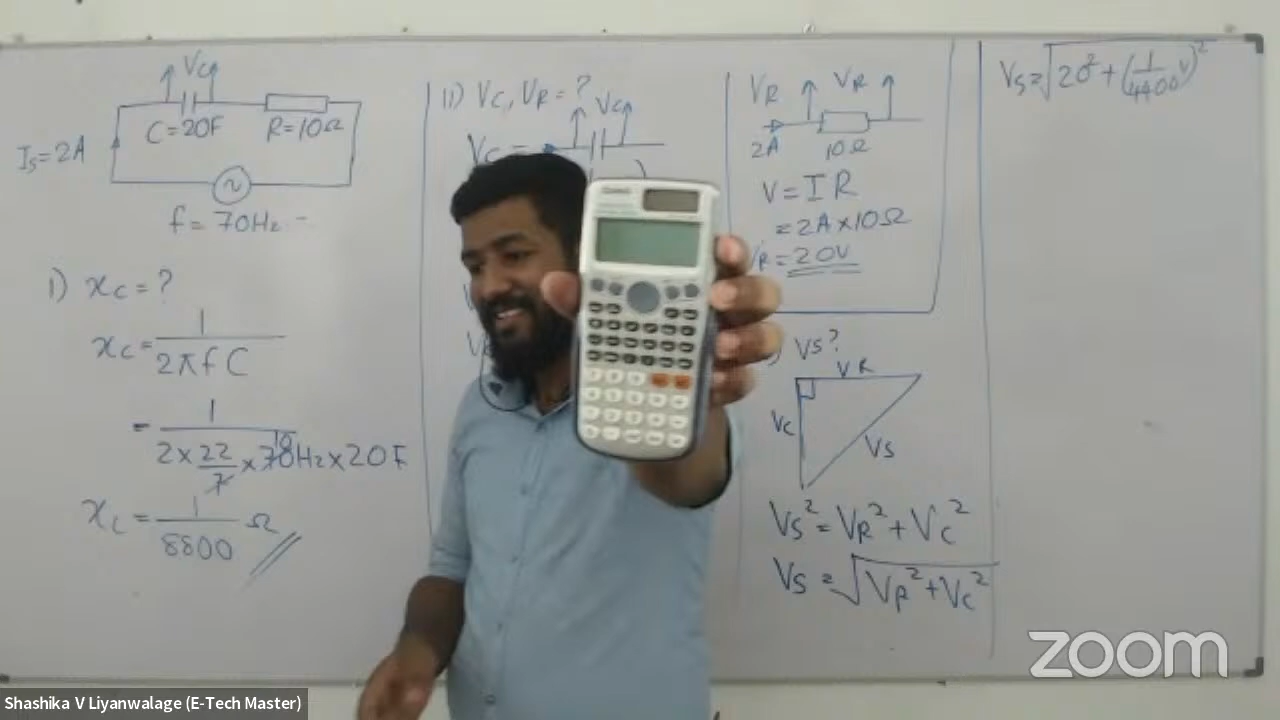 Vc
C=20F R=10Ω
Is=2A
f = 70Hz
I) xc = ?
xc = 1/2πfC
= 1/2×22/7×70Hz×20F
10
xc = 1/8800 Ω
II) Vc, VR = ?
Vc
Vc =
VR VR
2A 10Ω
V = IR
= 2A×10Ω
= 20V
VS?
VR
Vc
VS
VS² = VR² + Vc²
VS = √VR² + Vc²
VS = √20² + (1/4400 V)²
CASIO
zoom
Shashika V Liyanwalage (E-Tech Master)